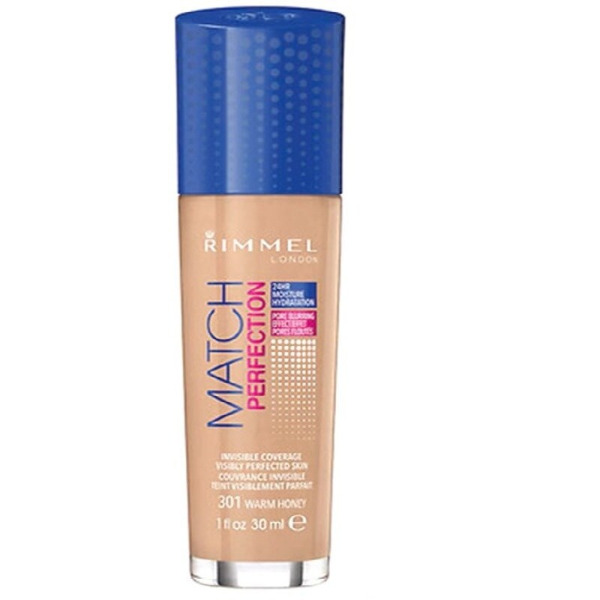 RIMMEL
LONDON
MATCH
PERFECTION
24HR
MOISTURE
HYDRATATION
PORE BLURRING
EFFECT/EFFET
PORES FLOUTÉS
INVISIBLE COVERAGE
VISIBLY PERFECTED SKIN
COUVRANCE INVISIBLE
TEINT VISIBLEMENT PARFAIT
301 WARM HONEY
1 fl oz 30 ml ℮